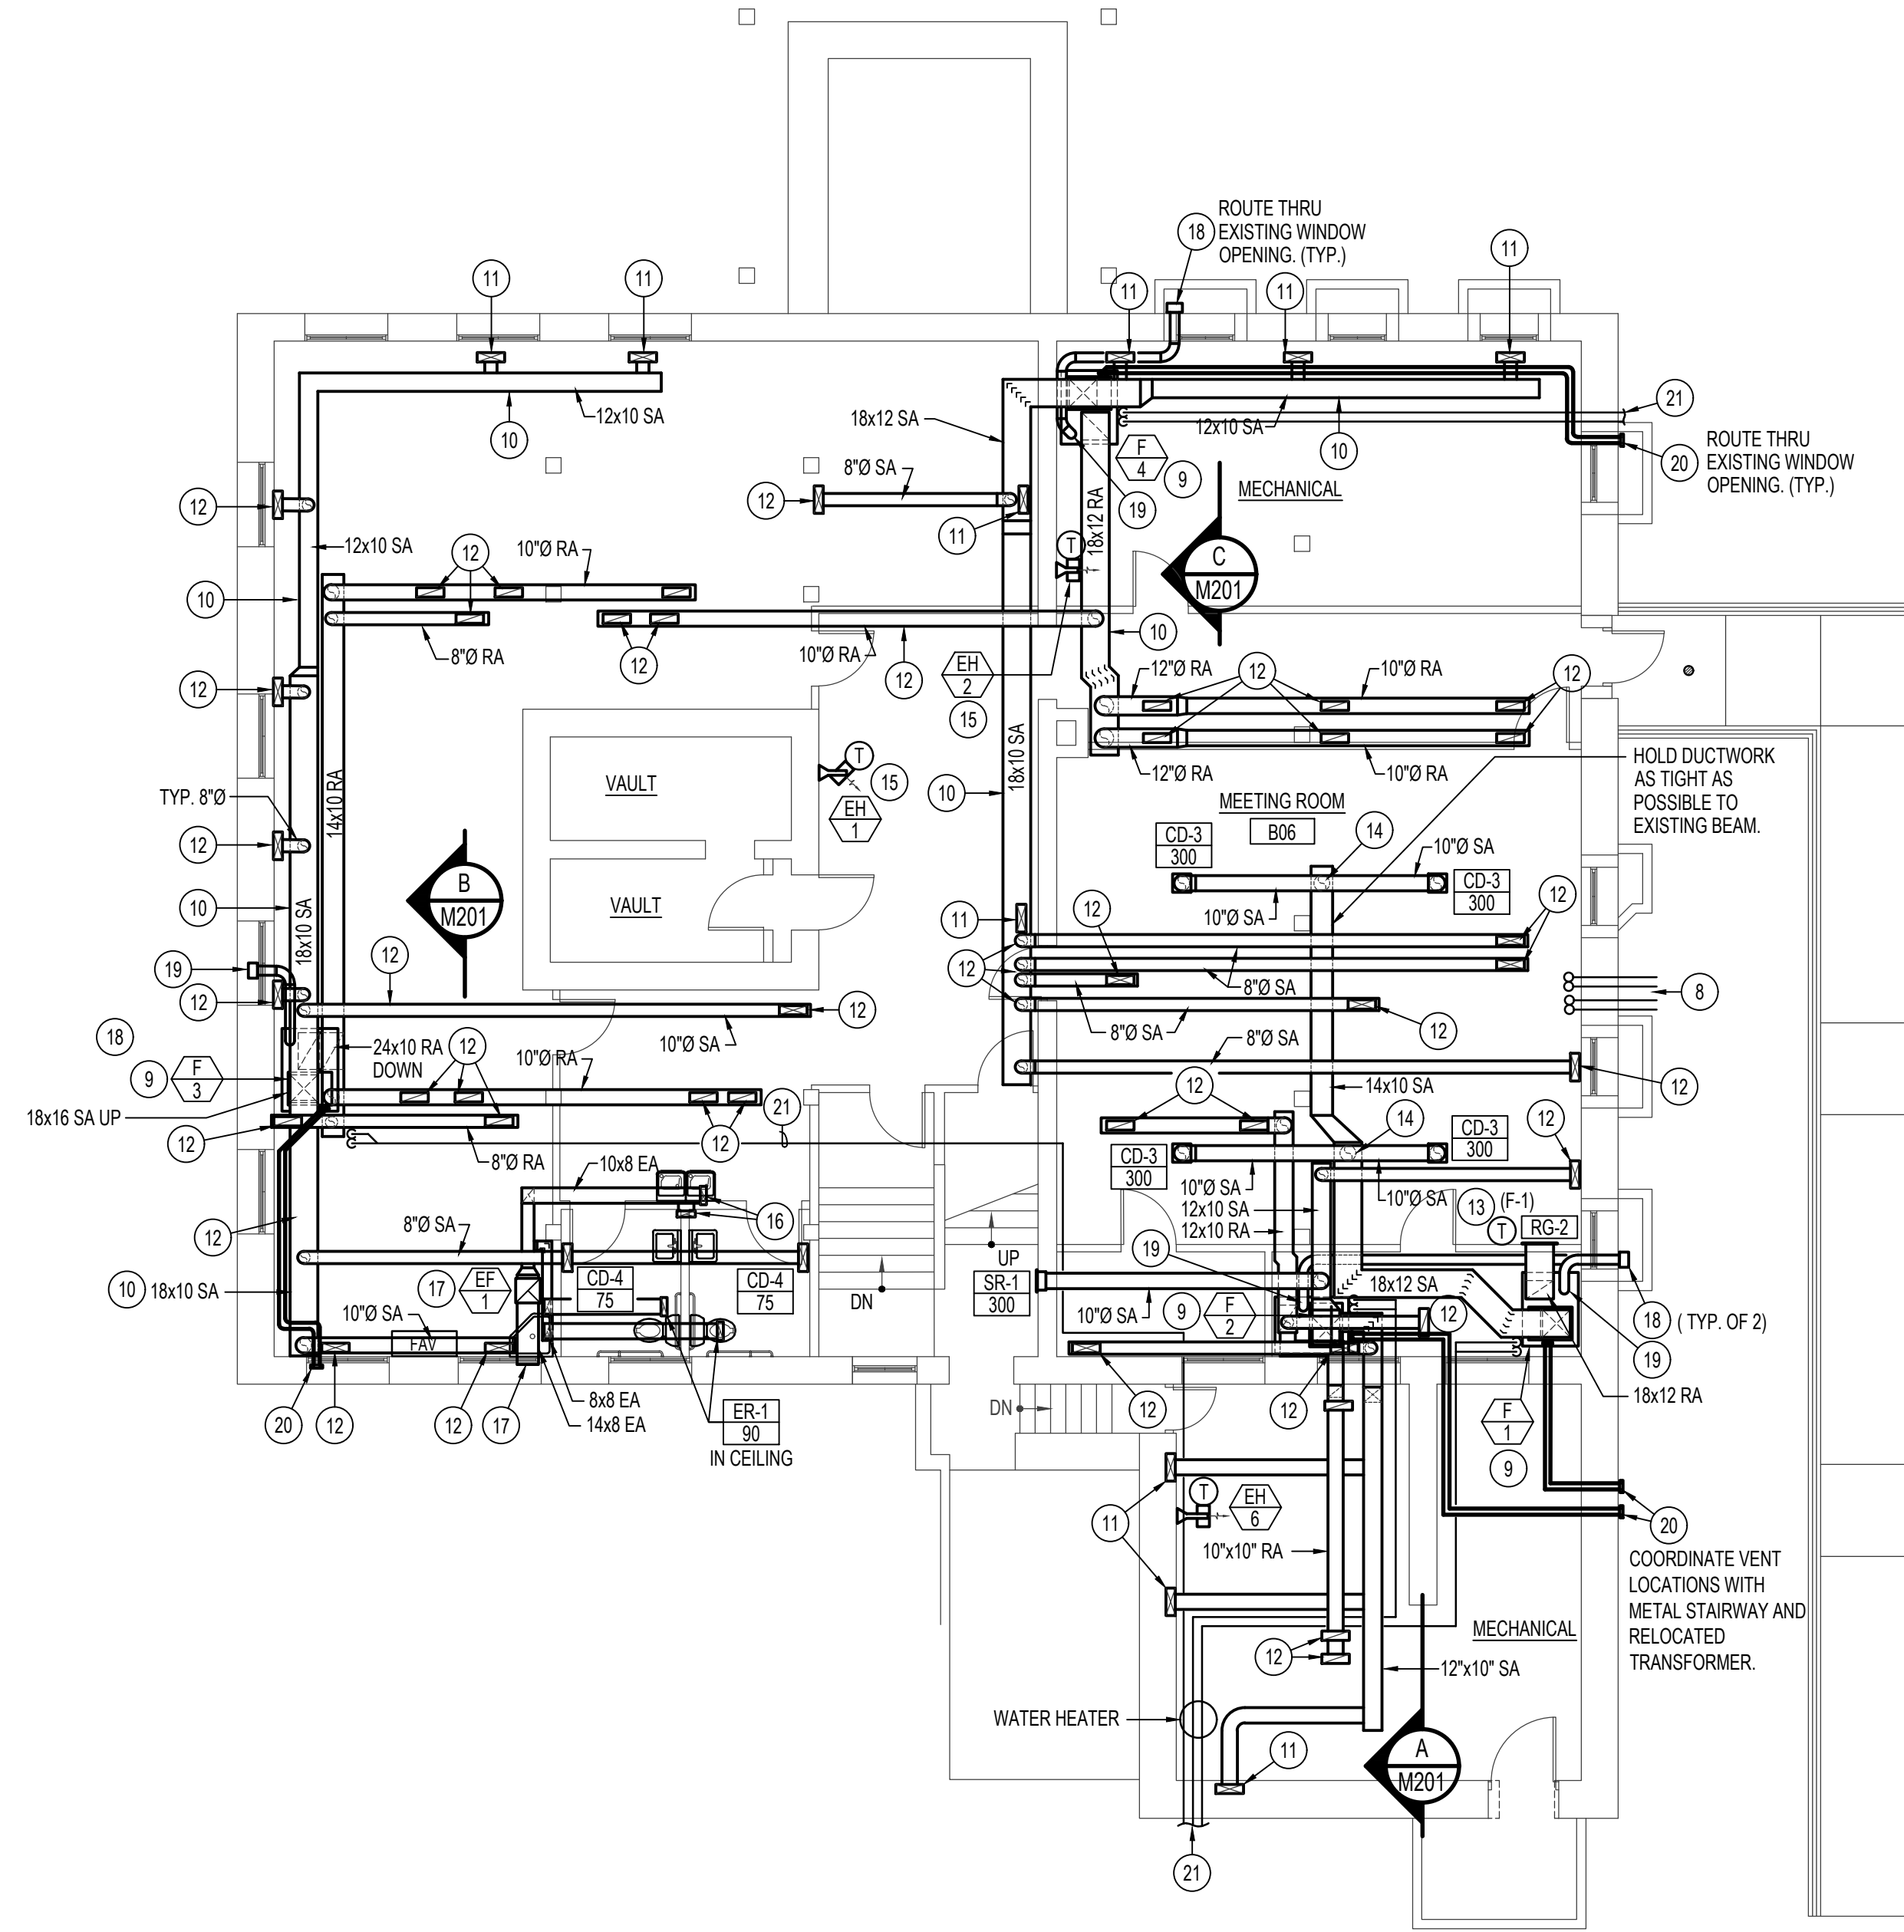 ROUTE THRU
EXISTING WINDOW
OPENING. (TYP.)
18
11
11
11
11
11
12x10 SA
10
18x12 SA
12x10 SA
10
21
20
ROUTE THRU
EXISTING WINDOW
OPENING. (TYP.)
F
4
9
MECHANICAL
8"Ø SA
12
12
11
19
18x12 RA
T
C
M201
12x10 SA
12
10"Ø RA
10
8"Ø RA
12
10"Ø RA
12
10
EH
2
15
12"Ø RA
12
10"Ø RA
12
12
12"Ø RA
10"Ø RA
18x10 SA
10
HOLD DUCTWORK
AS TIGHT AS
POSSIBLE TO
EXISTING BEAM.
VAULT
T
15
EH
1
14x10 RA
TYP. 8"Ø
12
MEETING ROOM
B06
CD-3
300
14
10"Ø SA
CD-3
300
10"Ø SA
B
M201
VAULT
10
18x10 SA
11
12
12
12
8"Ø SA
8"Ø SA
12
8
19
12
12
12
10"Ø SA
18
9
F
3
24x10 RA
DOWN
12
10"Ø RA
18x16 SA UP
12
8"Ø RA
12
21
8"Ø SA
12
14x10 SA
12
14
CD-3
300
CD-3
300
12
10"Ø SA
12x10 SA
12x10 RA
10"Ø SA
13
(F-1)
T
RG-2
10x8 EA
16
12
8"Ø SA
17
EF
1
CD-4
75
CD-4
75
10
18x10 SA
10"Ø SA
FAV
UP
DN
SR-1
300
10"Ø SA
19
9
F
2
18x12 SA
12
18
( TYP. OF 2)
19
18x12 RA
20
12
12
17
8x8 EA
14x8 EA
ER-1
90
IN CEILING
DN
12
12
F
1
9
11
T
EH
6
10"x10" RA
20
COORDINATE VENT
LOCATIONS WITH
METAL STAIRWAY AND
RELOCATED
TRANSFORMER.
MECHANICAL
12
12"x10" SA
WATER HEATER
11
A
M201
21